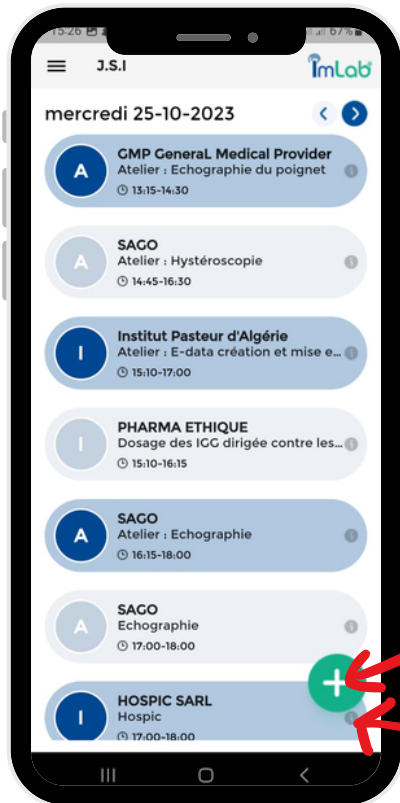 15:26
67%
J.S.I
ImLab
mercredi 25-10-2023
GMP GeneraL Medical Provider
A
Atelier : Echographie du poignet
13:15-14:30
SAGO
A
Atelier : Hystéroscopie
14:45-16:30
Institut Pasteur d'Algérie
I
Atelier : E-data création et mise e...
15:10-17:00
PHARMA ETHIQUE
I
Dosage des IGG dirigée contre les...
15:10-16:15
SAGO
A
Atelier : Echographie
16:15-18:00
SAGO
A
Echographie
17:00-18:00
HOSPIC SARL
I
Hospic
17:00-18:00